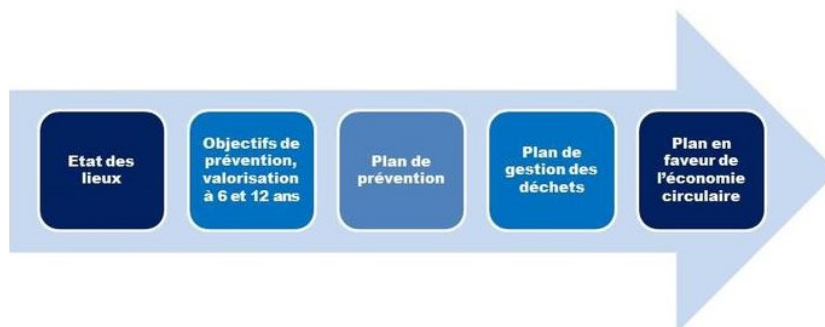 Etat des
lieux
Objectifs de
prévention,
valorisation
à 6 et 12 ans
Plan de
prévention
Plan de
gestion des
déchets
Plan en
faveur de
l'économie
circulaire